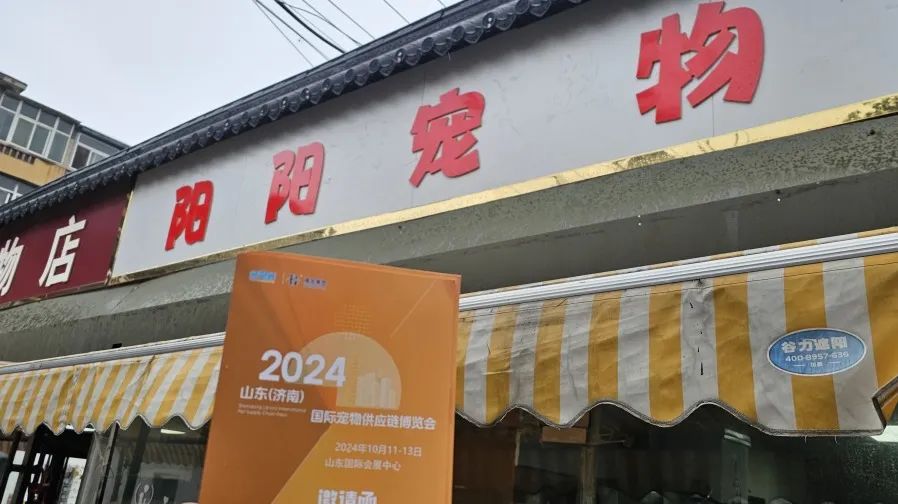 阳阳宠物
物店
谷力遮阳
400-8957-636
2024
山东(济南)
国际宠物供应链博览会
2024年10月11-13日
山东国际会展中心
邀请函